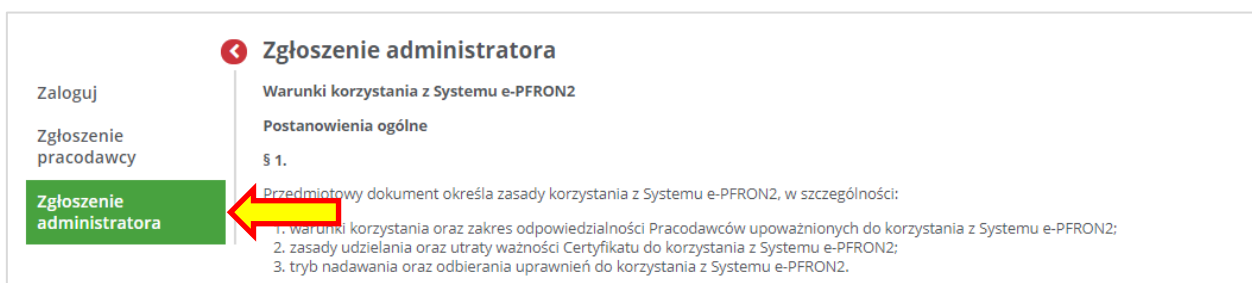 Zgłoszenie administratora
Zaloguj
Zgłoszenie
pracodawcy
Zgłoszenie
administratora
Warunki korzystania z Systemu e-PFRON2
Postanowienia ogólne
§ 1.
Przedmiotowy dokument określa zasady korzystania z Systemu e-PFRON2, w szczególności:
1. warunki korzystania oraz zakres odpowiedzialności Pracodawców upoważnionych do korzystania z Systemu e-PFRON2;
2. zasady udzielania oraz utraty ważności Certyfikatu do korzystania z Systemu e-PFRON2;
3. tryb nadawania oraz odbierania uprawnień do korzystania z Systemu e-PFRON2.